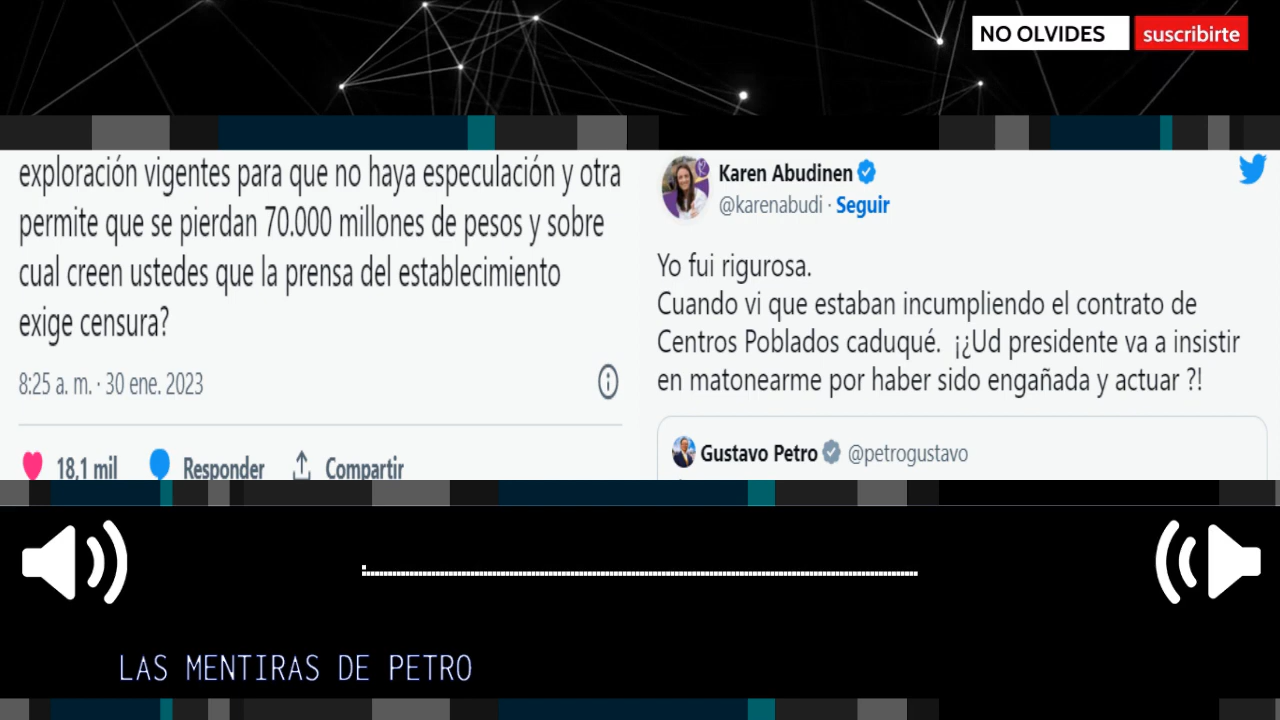 NO OLVIDES suscribirte
exploración vigentes para que no haya especulación y otra
permite que se pierdan 70.000 millones de pesos y sobre
cual creen ustedes que la prensa del establecimiento
exige censura?
8:25 a. m. · 30 ene. 2023
18,1 mil Responder Compartir
Karen Abudinen
@karenabudi · Seguir
Yo fui rigurosa.
Cuando vi que estaban incumpliendo el contrato de
Centros Poblados caduqué. ¡¿Ud presidente va a insistir
en matonearme por haber sido engañada y actuar ?!
Gustavo Petro @petrogustavo
LAS MENTIRAS DE PETRO